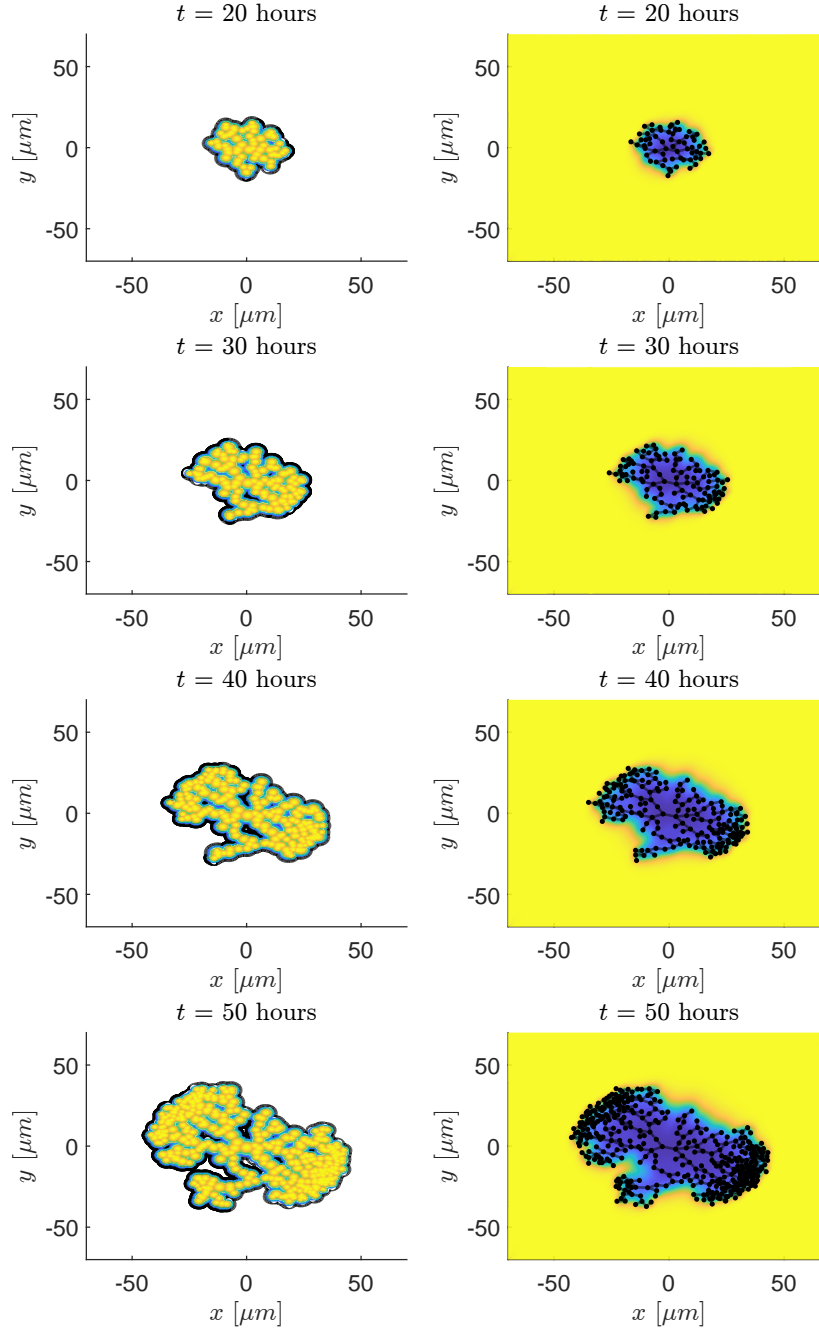 t = 20 hours
50
0
-50
y [μm]
-50 0 50
x [μm]
t = 20 hours
50
0
-50
y [μm]
-50 0 50
x [μm]
t = 30 hours
50
0
-50
y [μm]
-50 0 50
x [μm]
t = 30 hours
50
0
-50
y [μm]
-50 0 50
x [μm]
t = 40 hours
50
0
-50
y [μm]
-50 0 50
x [μm]
t = 40 hours
50
0
-50
y [μm]
-50 0 50
x [μm]
t = 50 hours
50
0
-50
y [μm]
-50 0 50
x [μm]
t = 50 hours
50
0
-50
y [μm]
-50 0 50
x [μm]